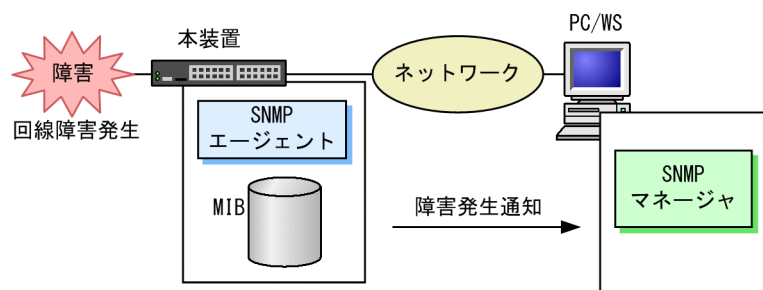 本装置
PC/WS
障害
ネットワーク
回線障害発生
SNMP
エージェント
MIB
障害発生通知
SNMP
マネージャ